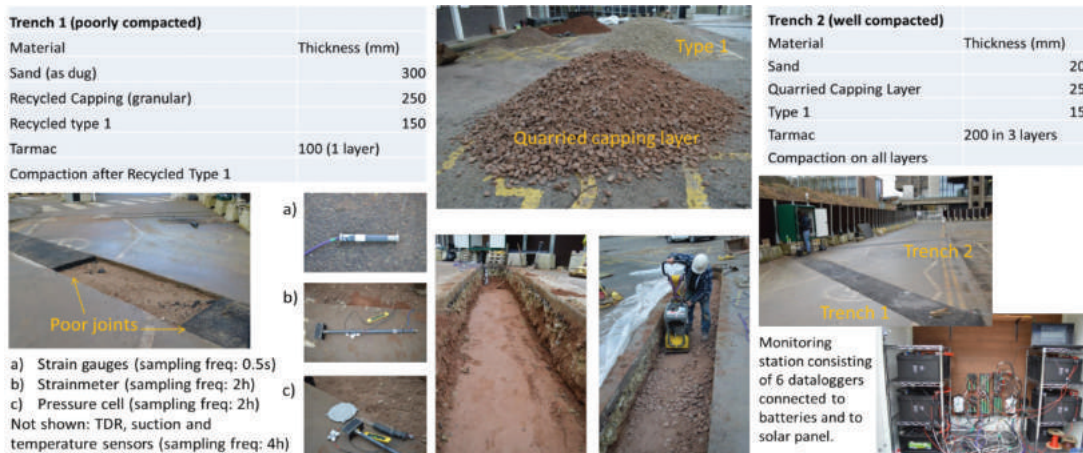 Trench 1 (poorly compacted)
Material Thickness (mm)
Sand (as dug) 300
Recycled Capping (granular) 250
Recycled type 1 150
Tarmac 100 (1 layer)
Compaction after Recycled Type 1
Type 1
Quarried capping layer
Trench 2 (well compacted)
Material Thickness (mm)
Sand 20
Quarried Capping Layer 25
Type 1 15
Tarmac 200 in 3 layers
Compaction on all layers
Poor joints
a)
b)
c)
a) Strain gauges (sampling freq: 0.5s)
b) Strainmeter (sampling freq: 2h)
c) Pressure cell (sampling freq: 2h)
Not shown: TDR, suction and
temperature sensors (sampling freq: 4h)
Trench 2
Trench 1
Monitoring
station consisting
of 6 dataloggers
connected to
batteries and to
solar panel.